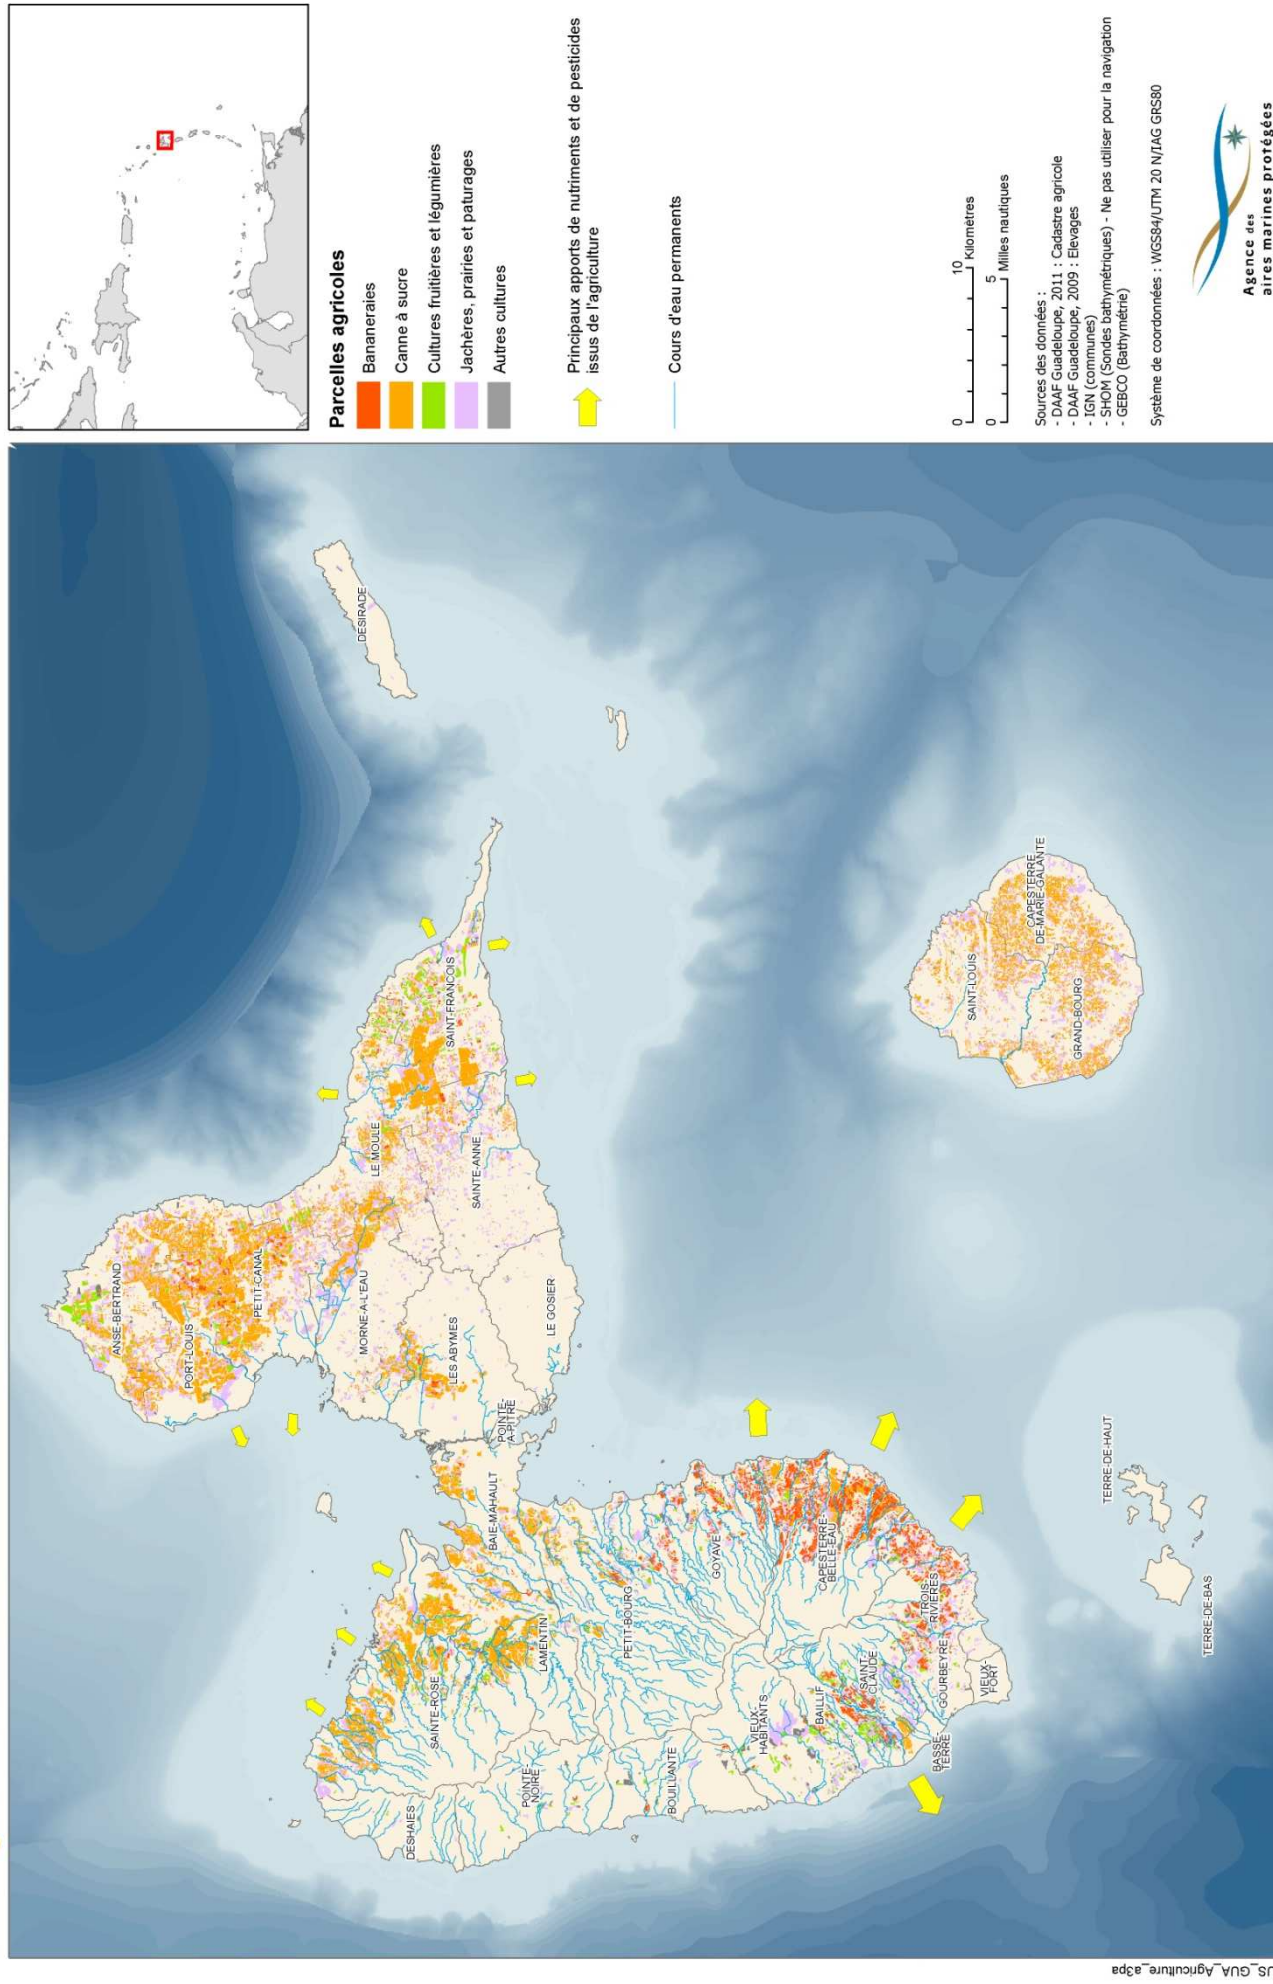 ANSE-BERTRAND
PORT-LOUIS
PETIT-CANAL
MORNE-A-L'EAU
LE MOULE
LES ABYMES
SAINT-FRANCOIS
SAINTE-ANNE
LE GOSIER
POINTE-
A-PITRE
DESIRADE
BAIE-MAHAULT
SAINTE-ROSE
LAMENTIN
DESHAIES
POINTE-
NOIRE
PETIT-BOURG
BOUILLANTE
GOYAVE
VIEUX-
HABITANTS
CAPESTERRE-
BELLE-EAU
BAILLIF
SAINT-
CLAUDE
TROIS-
RIVIERES
GOURBEYRE
BASSE-
TERRE
VIEUX-
FORT
TERRE-DE-HAUT
TERRE-DE-BAS
SAINT-LOUIS
CAPESTERRE
DE-MARIE-GALANTE
GRAND-BOURG
Parcelles agricoles
Bananeraies
Canne à sucre
Cultures fruitières et légumières
Jachères, prairies et paturages
Autres cultures
Principaux apports de nutriments et de pesticides
issus de l'agriculture
Cours d'eau permanents
0 10
Kilomètres
0 5
Milles nautiques
Sources des données :
- DAAF Guadeloupe, 2011 : Cadastre agricole
- DAAF Guadeloupe, 2009 : Elevages
- IGN (communes)
- SHOM (Sondes bathymétriques) - Ne pas utiliser pour la navigation
- GEBCO (Bathymétrie)
Système de coordonnées : WGS84/UTM 20 N/IAG GRS80
Agence des
aires marines protégées
US_GUA_Agriculture_a3pa